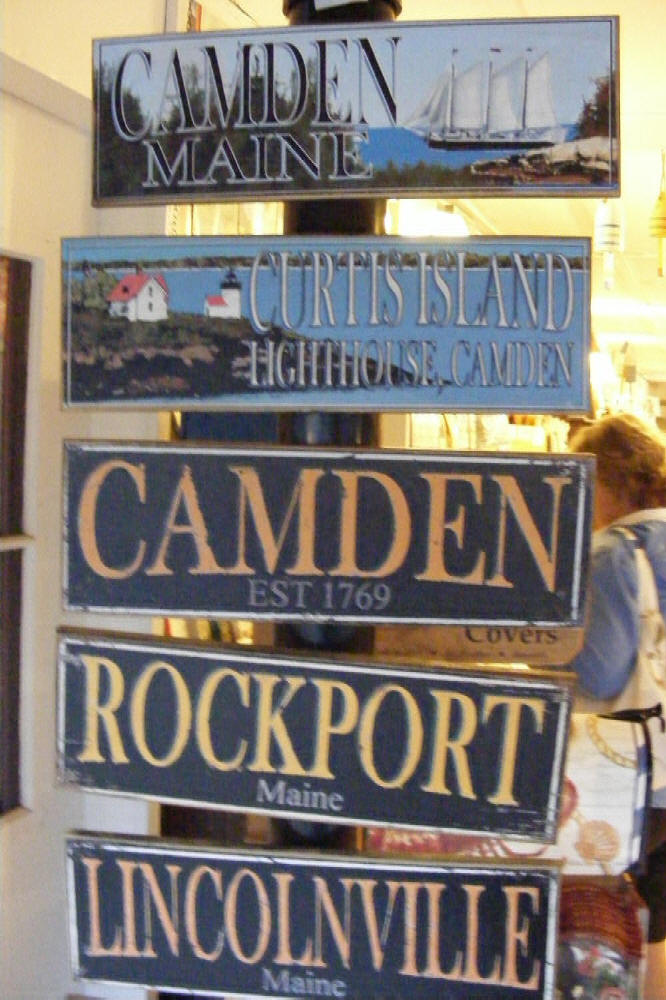 CAMDEN
MAINE
CURTIS ISLAND
LIGHTHOUSE, CAMDEN
CAMDEN
EST 1769
Covers
ROCKPORT
Maine
LINCOLNVILLE
Maine